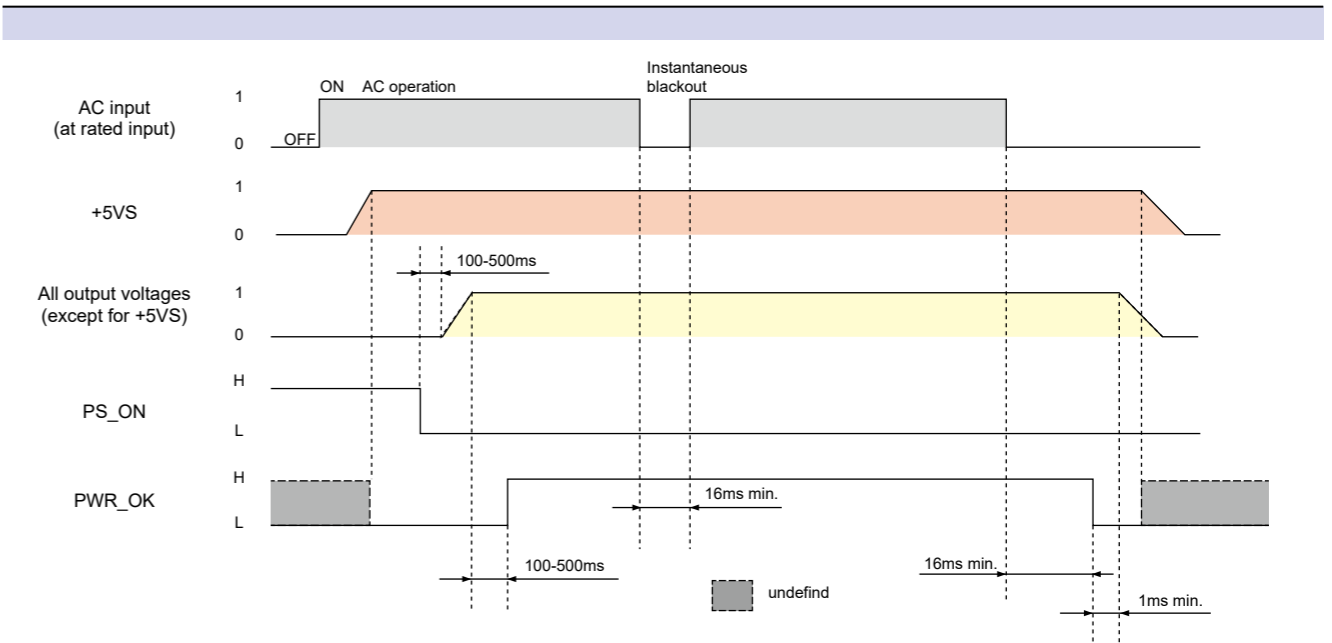 Instantaneous
blackout
ON AC operation
AC input
(at rated input)
1
0
OFF
+5VS
1
0
100-500ms
All output voltages
(except for +5VS)
1
0
PS_ON
H
L
PWR_OK
H
L
16ms min.
100-500ms
16ms min.
undefind
1ms min.